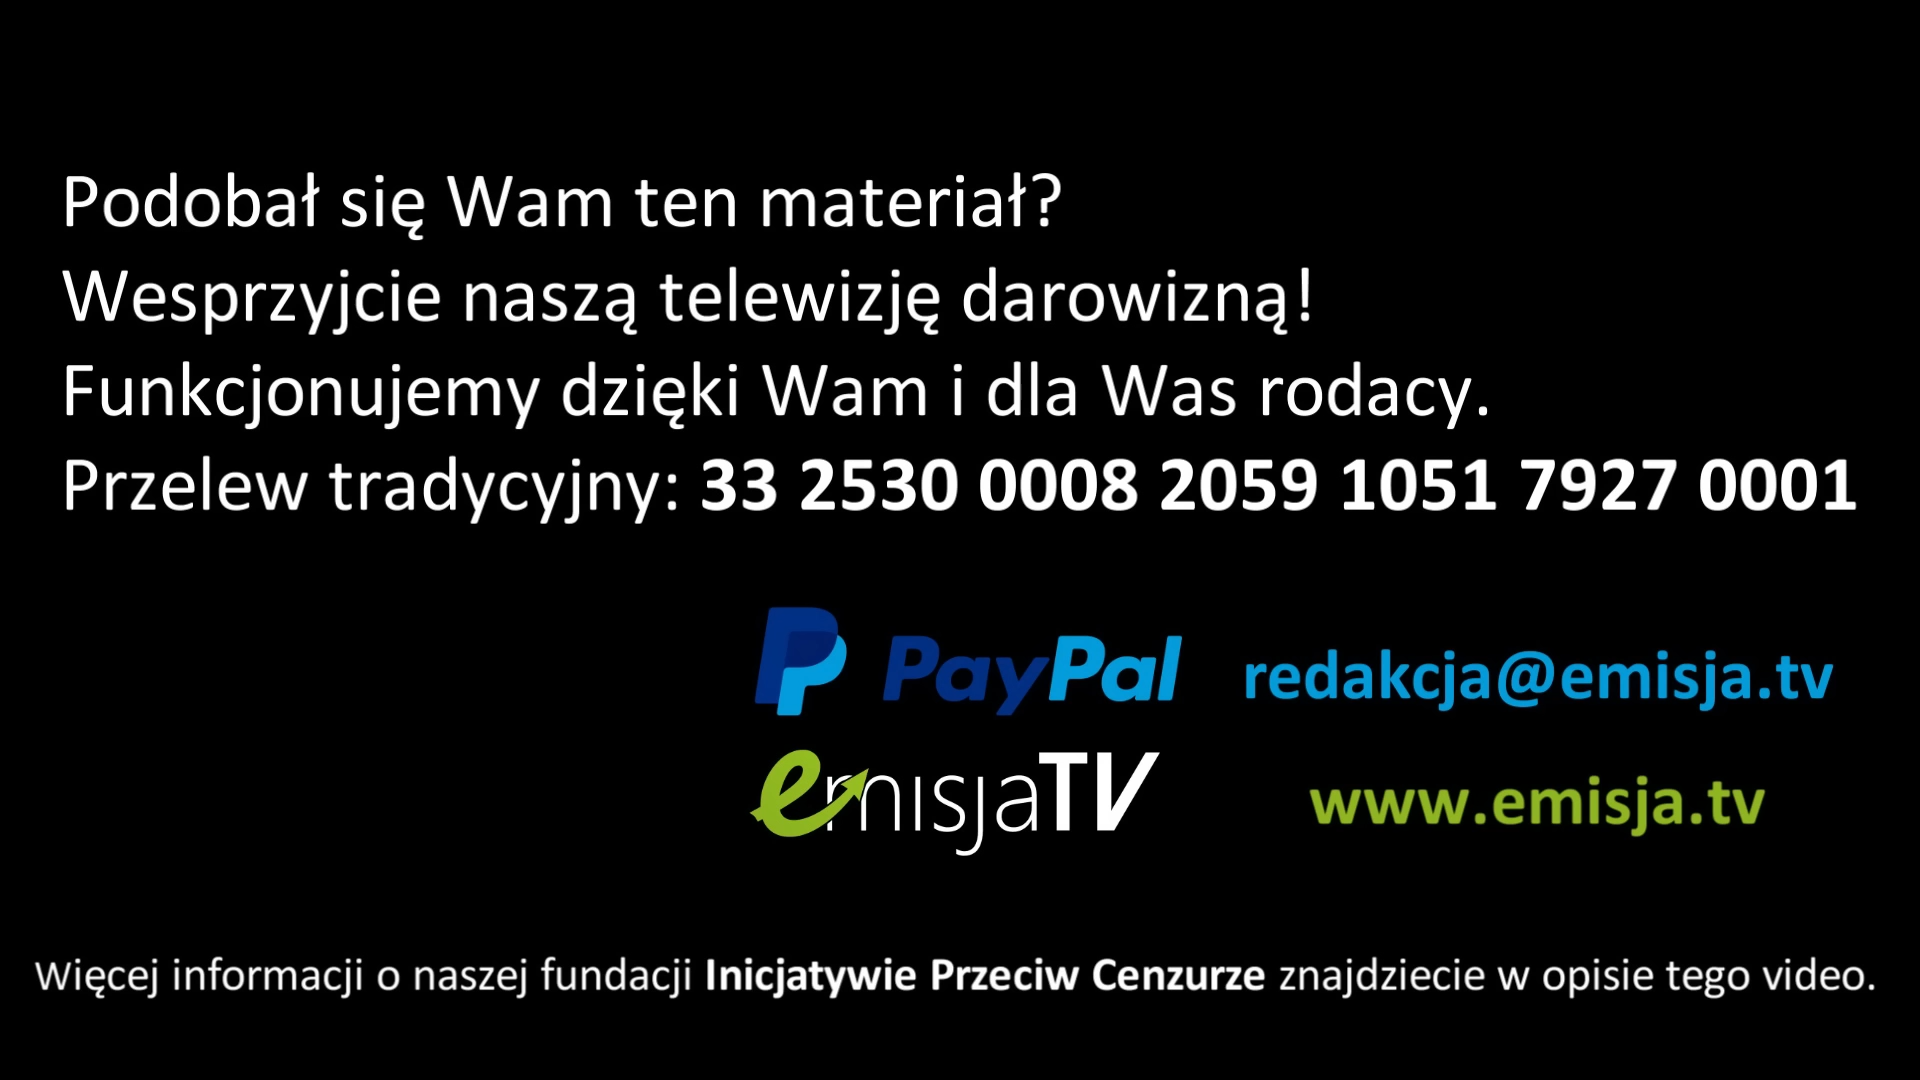 Podobał się Wam ten materiał?
Wesprzyjcie naszą telewizję darowizną!
Funkcjonujemy dzięki Wam i dla Was rodacy.
Przelew tradycyjny: 33 2530 0008 2059 1051 7927 0001
PayPal redakcja@emisja.tv
emisjaTV www.emisja.tv
Więcej informacji o naszej fundacji Inicjatywie Przeciw Cenzurze znajdziecie w opisie tego video.